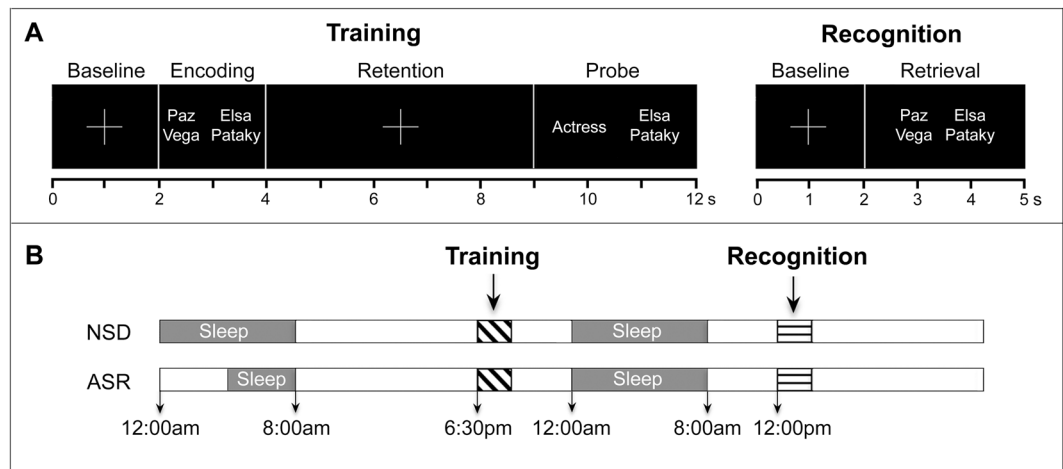 A
Training
Recognition
Baseline
Encoding
Retention
Probe
Baseline
Retrieval
Paz
Vega
Elsa
Pataky
Actress
Elsa
Pataky
Paz
Vega
Elsa
Pataky
0 2 4 6 8 10 12 s
0 1 2 3 4 5 s
B
Training
Recognition
NSD
Sleep
Sleep
ASR
Sleep
Sleep
12:00am 8:00am 6:30pm 12:00am 8:00am 12:00pm